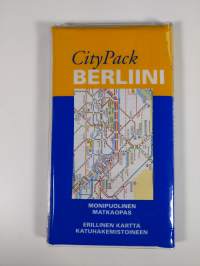 CityPack
BERLIINI
MONIPUOLINEN
MATKAOPAS
ERILLINEN KARTTA
KATUHAKEMISTOINEEN